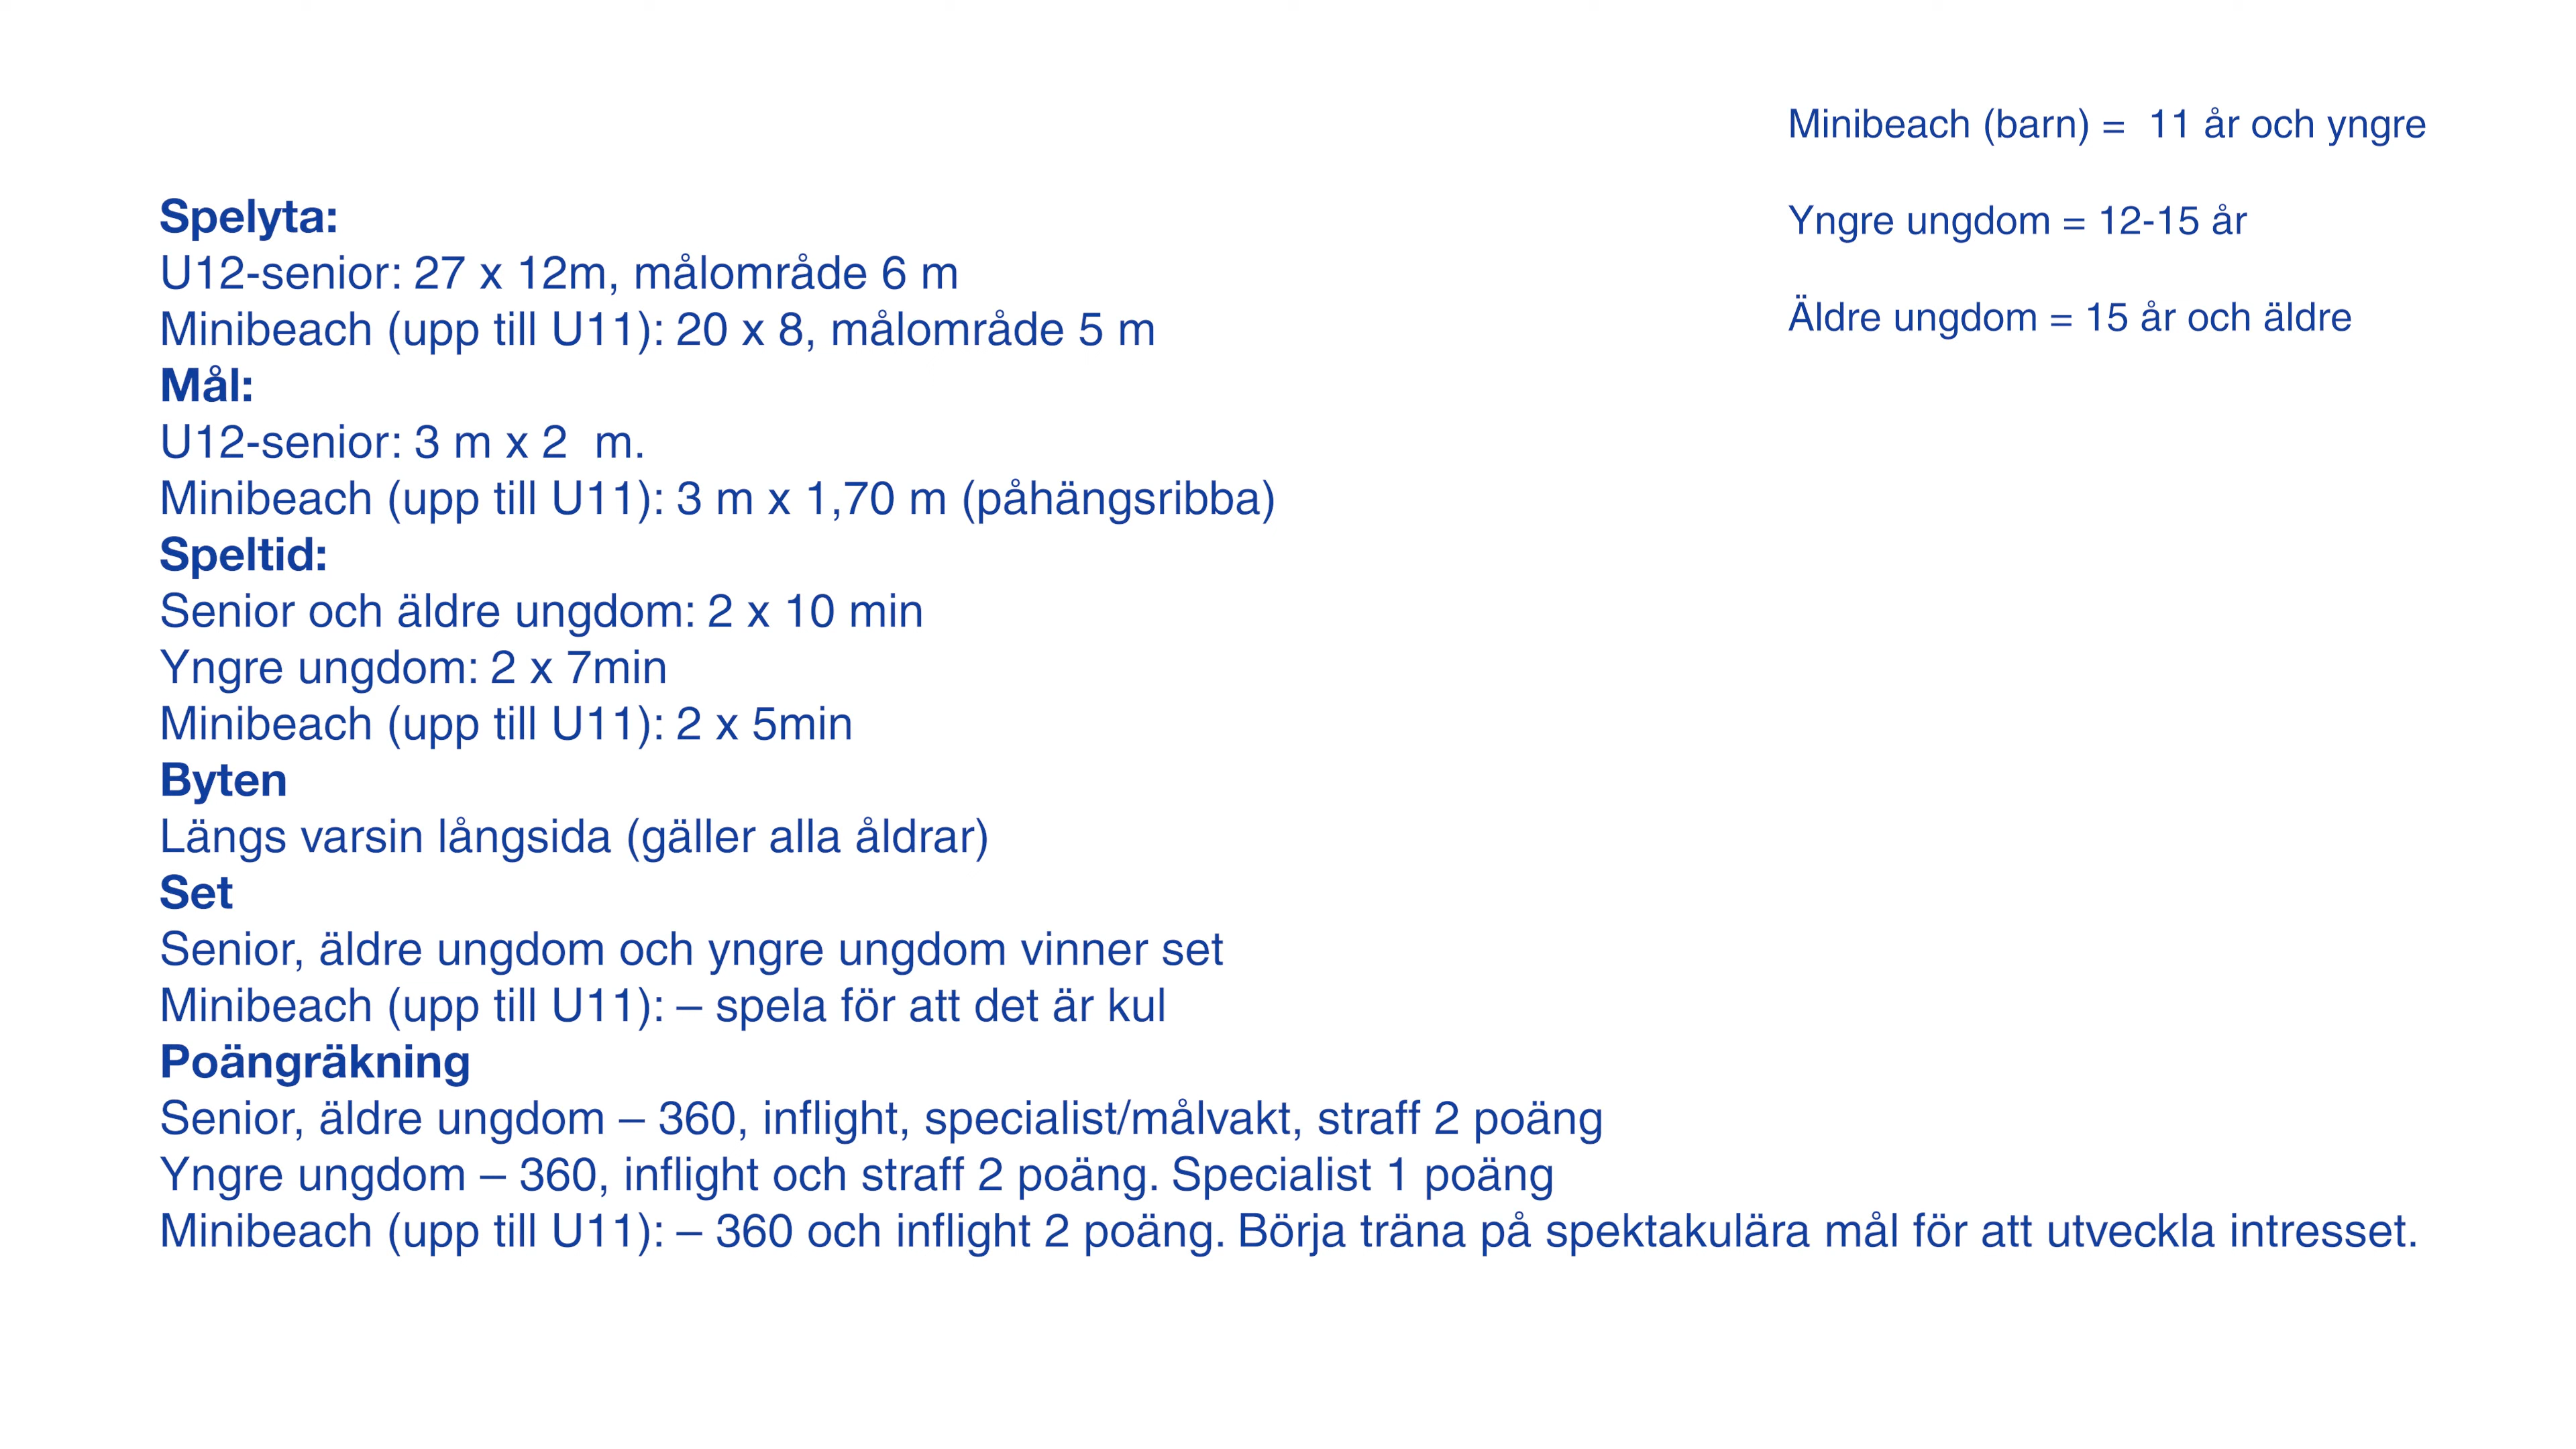 Minibeach (barn) =  11 år och yngre
Yngre ungdom = 12-15 år
Äldre ungdom = 15 år och äldre
Spelyta:
U12-senior: 27 x 12m, målområde 6 m
Minibeach (upp till U11): 20 x 8, målområde 5 m
Mål:
U12-senior: 3 m x 2  m.
Minibeach (upp till U11): 3 m x 1,70 m (påhängsribba)
Speltid:
Senior och äldre ungdom: 2 x 10 min
Yngre ungdom: 2 x 7min
Minibeach (upp till U11): 2 x 5min
Byten
Längs varsin långsida (gäller alla åldrar)
Set
Senior, äldre ungdom och yngre ungdom vinner set
Minibeach (upp till U11): – spela för att det är kul
Poängräkning
Senior, äldre ungdom – 360, inflight, specialist/målvakt, straff 2 poäng
Yngre ungdom – 360, inflight och straff 2 poäng. Specialist 1 poäng
Minibeach (upp till U11): – 360 och inflight 2 poäng. Börja träna på spektakulära mål för att utveckla intresset.